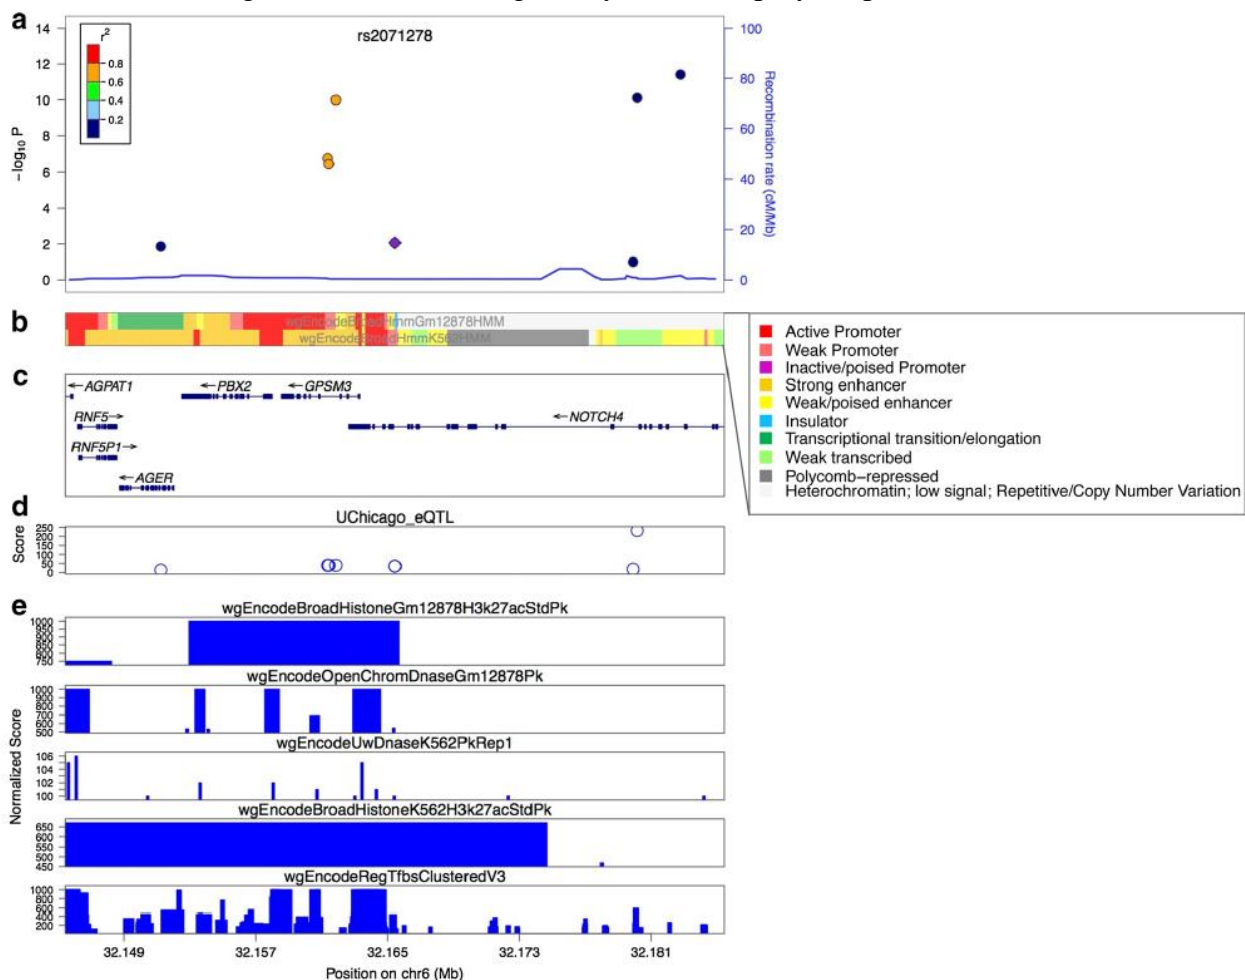 a
rs2071278
r²
0.8
0.6
0.4
0.2
14
12
10
8
6
4
2
0
− log₁₀ P
100
80
60
40
20
0
Recombination rate (cM/Mb)
b
wgEncodeBroadHmmGm12878HMM
wgEncodeBroadHmmK562HMM
Active Promoter
Weak Promoter
Inactive/poised Promoter
Strong enhancer
Weak/poised enhancer
Insulator
Transcriptional transition/elongation
Weak transcribed
Polycomb−repressed
Heterochromatin; low signal; Repetitive/Copy Number Variation
c
←AGPAT1 ←PBX2 ←GPSM3
RNF5→ ←NOTCH4
RNF5P1→
←AGER
d
UChicago_eQTL
Score
250
200
150
100
50
0
e
Normalized Score
wgEncodeBroadHistoneGm12878H3k27acStdPk
1000
950
900
850
800
750
wgEncodeOpenChromDnaseGm12878Pk
1000
900
800
700
600
500
wgEncodeUwDnaseK562PkRep1
106
104
102
100
wgEncodeBroadHistoneK562H3k27acStdPk
650
600
550
500
450
wgEncodeRegTfbsClusteredV3
1000
800
600
400
200
32.149 32.157 32.165 32.173 32.181
Position on chr6 (Mb)